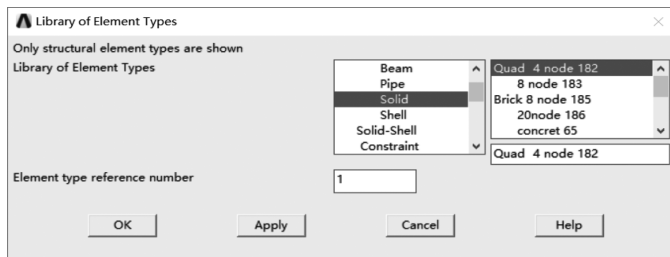 Library of Element Types
Only structural element types are shown
Library of Element Types
Beam
Pipe
Solid
Shell
Solid-Shell
Constraint
Quad 4 node 182
8 node 183
Brick 8 node 185
20node 186
concret 65
Quad 4 node 182
Element type reference number
1
OK Apply Cancel Help